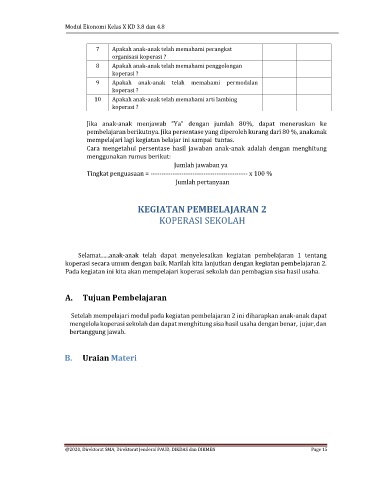 Modul Ekonomi Kelas X KD 3.8 dan 4.8
7 Apakah anak-anak telah memahami perangkat
organisasi koperasi ?
8 Apakah anak-anak telah memahami penggolongan
koperasi ?
9 Apakah anak-anak telah memahami permodalan
koperasi ?
10 Apakah anak-anak telah memahami arti lambing
koperasi ?
Jika anak-anak menjawab "Ya" dengan jumlah 80%, dapat meneruskan ke
pembelajaran berikutnya. Jika persentase yang diperoleh kurang dari 80 %, anakanak
mempelajari lagi kegiatan belajar ini sampai tuntas.
Cara mengetahui persentase hasil jawaban anak-anak adalah dengan menghitung
menggunakan rumus berikut:
Jumlah jawaban ya
Tingkat penguasaan = ------------------------------------------- x 100 %
Jumlah pertanyaan
KEGIATAN PEMBELAJARAN 2
KOPERASI SEKOLAH
Selamat.....anak-anak telah dapat menyelesaikan kegiatan pembelajaran 1 tentang
koperasi secara umum dengan baik. Marilah kita lanjutkan dengan kegiatan pembelajaran 2.
Pada kegiatan ini kita akan mempelajari koperasi sekolah dan pembagian sisa hasil usaha.
A. Tujuan Pembelajaran
Setelah mempelajari modul pada kegiatan pembelajaran 2 ini diharapkan anak-anak dapat
mengelola koperasi sekolah dan dapat menghitung sisa hasil usaha dengan benar, jujur, dan
bertanggung jawab.
B. Uraian Materi
@2020, Direktorat SMA, Direktorat Jenderal PAUD, DIKDAS dan DIKMEN Page 15